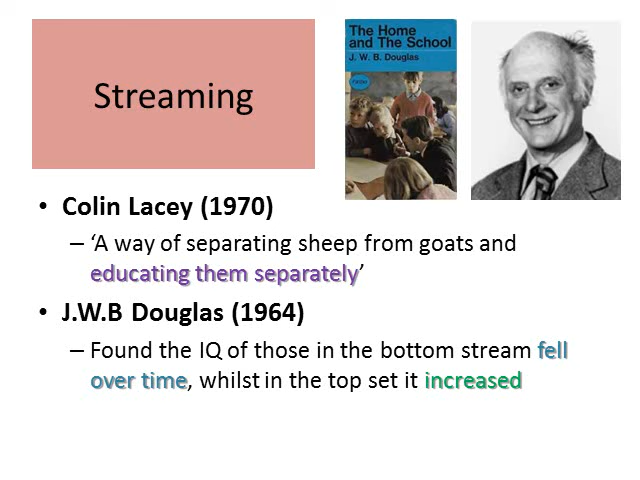 Streaming
The Home
and The School
J. W. B. Douglas
• Colin Lacey (1970)
– ‘A way of separating sheep from goats and
educating them separately’
• J.W.B Douglas (1964)
– Found the IQ of those in the bottom stream fell
over time, whilst in the top set it increased